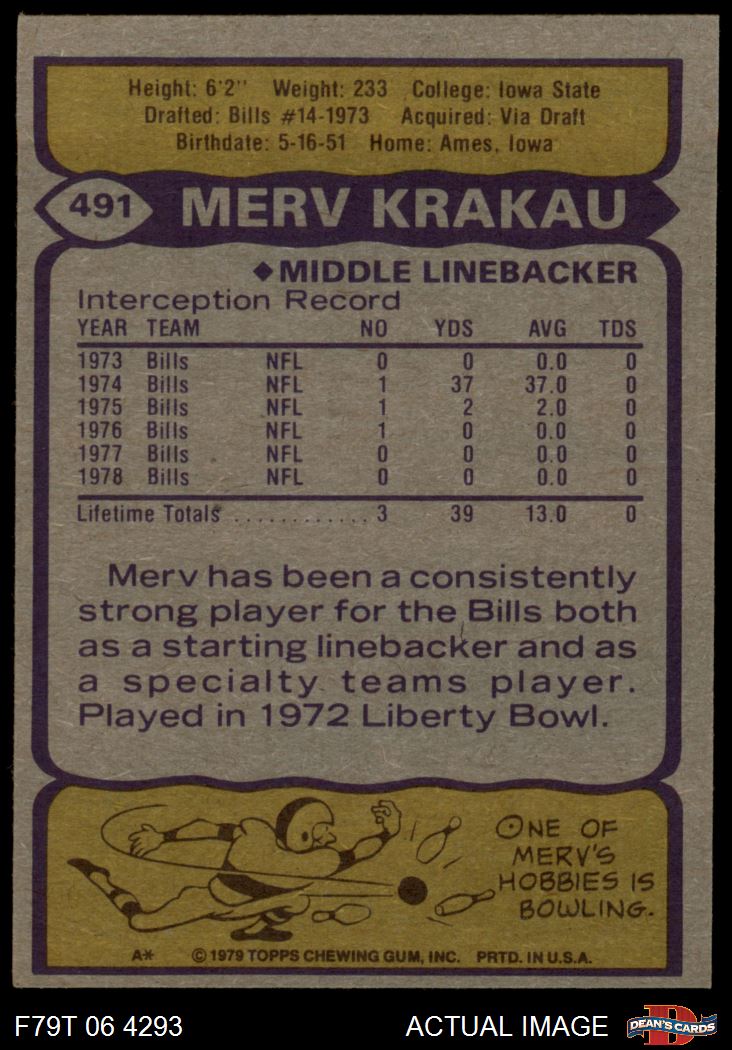 Height: 6'2" Weight: 233 College: Iowa State
Drafted: Bills #14-1973 Acquired: Via Draft
Birthdate: 5-16-51 Home: Ames, Iowa
491 MERV KRAKAU
◆MIDDLE LINEBACKER
Interception Record
YEAR TEAM NO YDS AVG TDS
1973 Bills NFL 0 0 0.0 0
1974 Bills NFL 1 37 37.0 0
1975 Bills NFL 1 2 2.0 0
1976 Bills NFL 1 0 0.0 0
1977 Bills NFL 0 0 0.0 0
1978 Bills NFL 0 0 0.0 0
Lifetime Totals ............ 3 39 13.0 0
Merv has been a consistently
strong player for the Bills both
as a starting linebacker and as
a specialty teams player.
Played in 1972 Liberty Bowl.
ONE OF
MERV'S
HOBBIES IS
BOWLING.
A* ©1979 TOPPS CHEWING GUM, INC. PRTD. IN U.S.A.
F79T 06 4293 ACTUAL IMAGE D DEAN'S CARDS